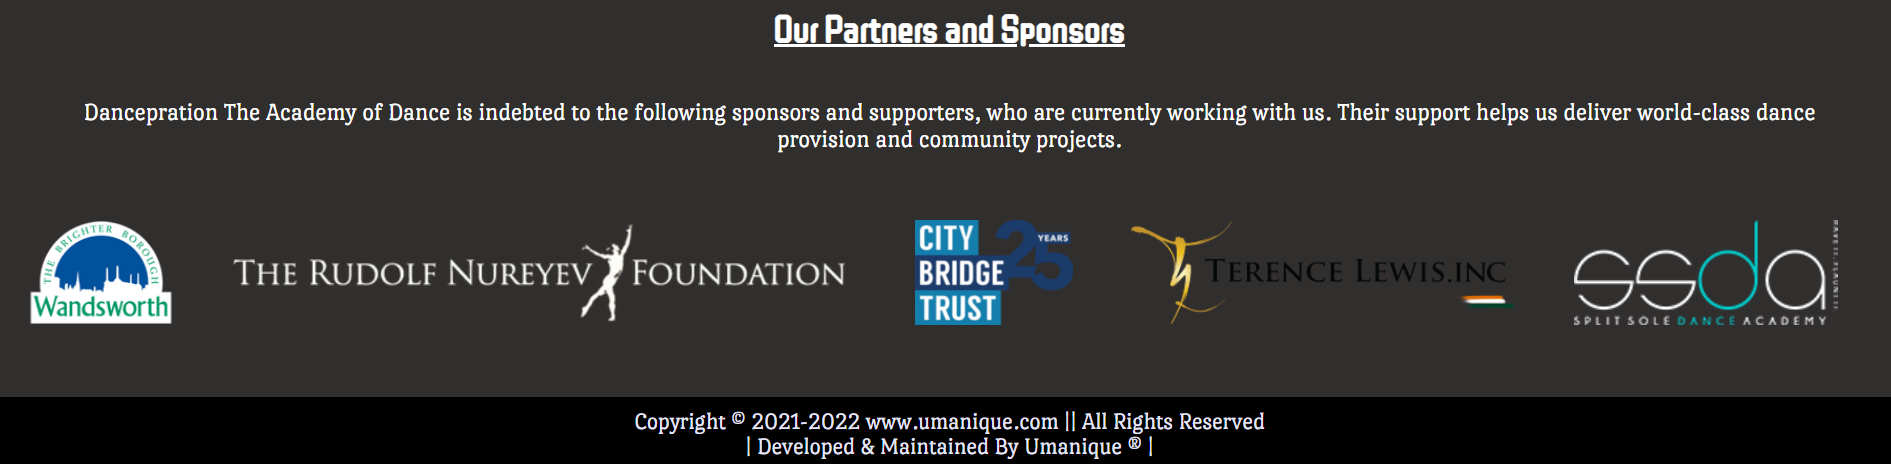 Our Partners and Sponsors
Dancepration The Academy of Dance is indebted to the following sponsors and supporters, who are currently working with us. Their support helps us deliver world-class dance
provision and community projects.
THE BRIGHTER BOROUGH
Wandsworth
THE RUDOLF NUREYEV FOUNDATION
CITY
BRIDGE
TRUST
25 YEARS
TERENCE LEWIS.INC
ssda
SPLIT SOLE DANCE ACADEMY
Copyright © 2021-2022 www.umanique.com || All Rights Reserved
| Developed & Maintained By Umanique ® |